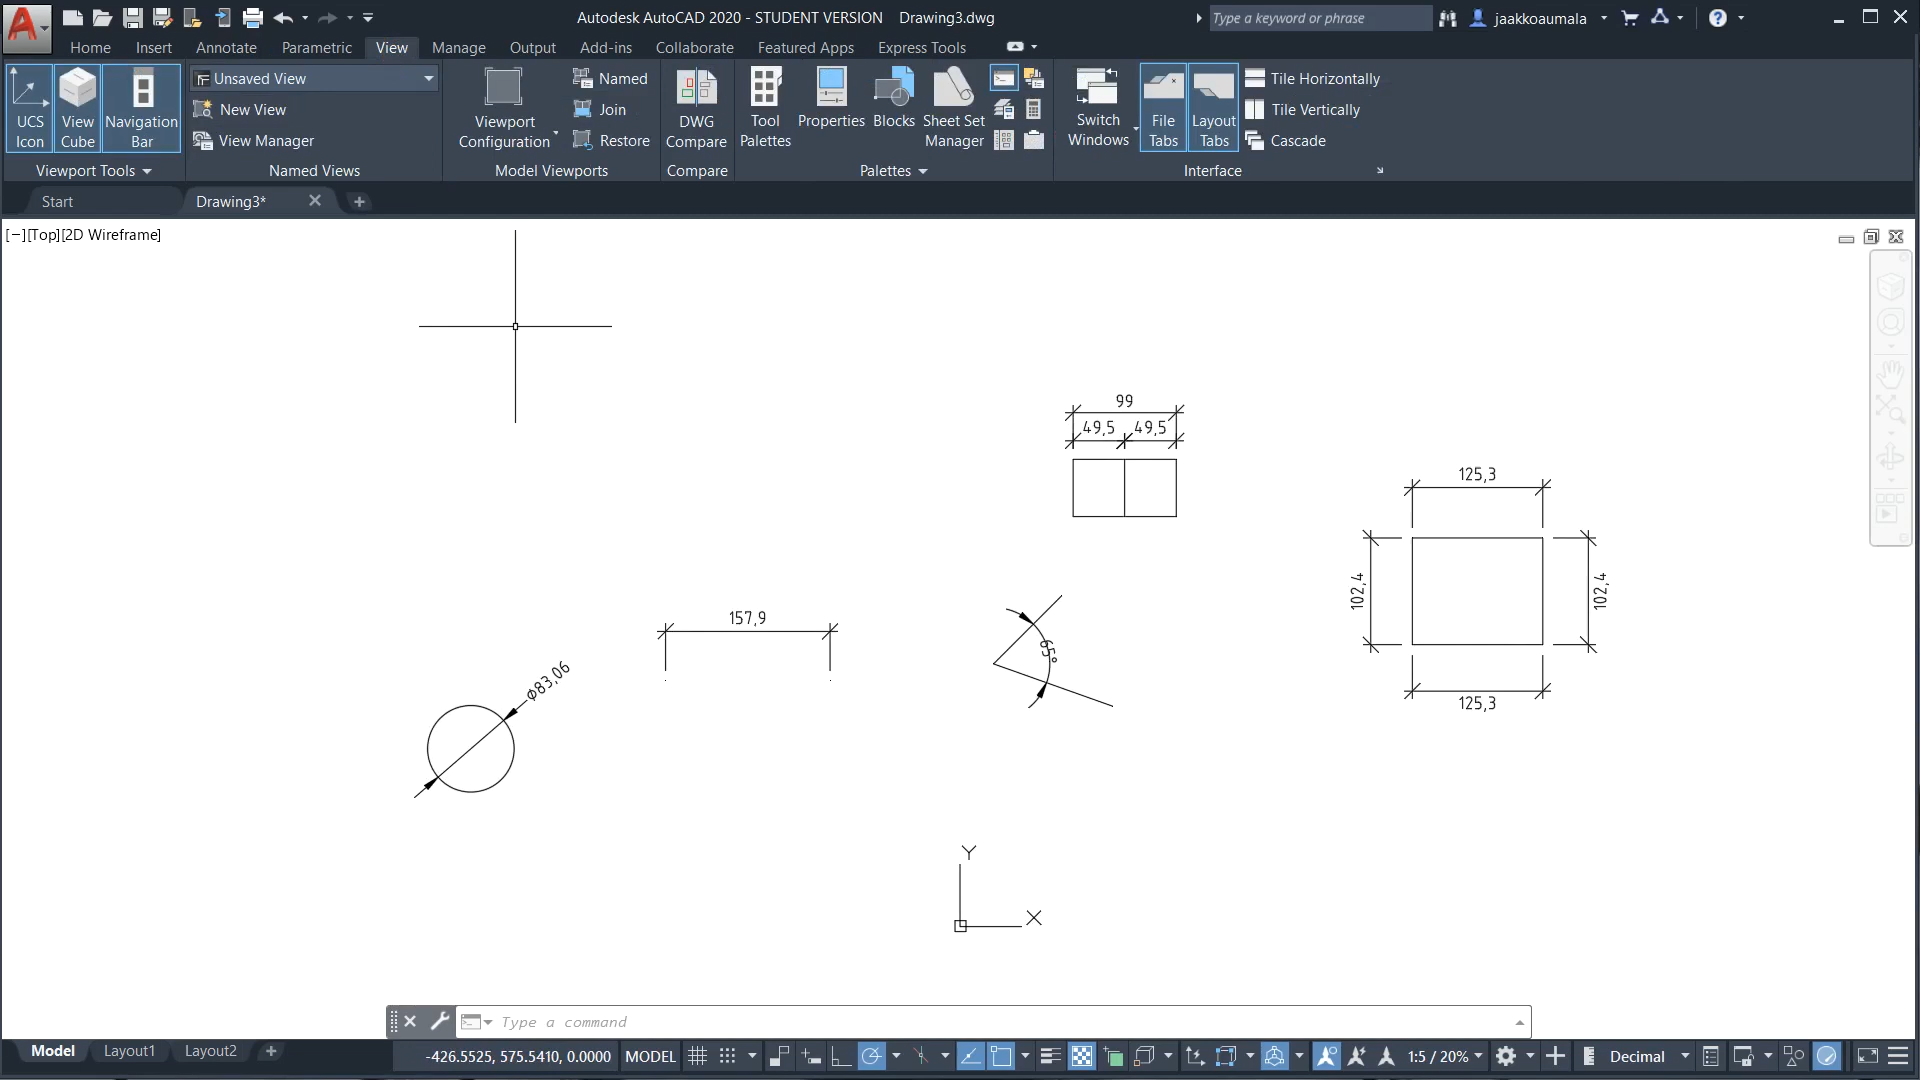 Autodesk AutoCAD 2020 - STUDENT VERSION Drawing3.dwg
Type a keyword or phrase
jaakkoaumala
Home Insert Annotate Parametric View Manage Output Add-ins Collaborate Featured Apps Express Tools
UCS Icon
View Cube
Navigation Bar
Viewport Tools
Unsaved View
New View
View Manager
Named Views
Viewport Configuration
Named
Join
Restore
Model Viewports
DWG Compare
Compare
Tool Palettes
Properties
Blocks
Sheet Set Manager
Palettes
Switch Windows
File Tabs
Layout Tabs
Tile Horizontally
Tile Vertically
Cascade
Interface
Start
Drawing3*
[−][Top][2D Wireframe]
99
49,5 49,5
125,3
102,4
102,4
125,3
157,9
65°
ϕ83,06
Y
X
Type a command
Model Layout1 Layout2
-426.5525, 575.5410, 0.0000 MODEL 1:5 / 20% Decimal